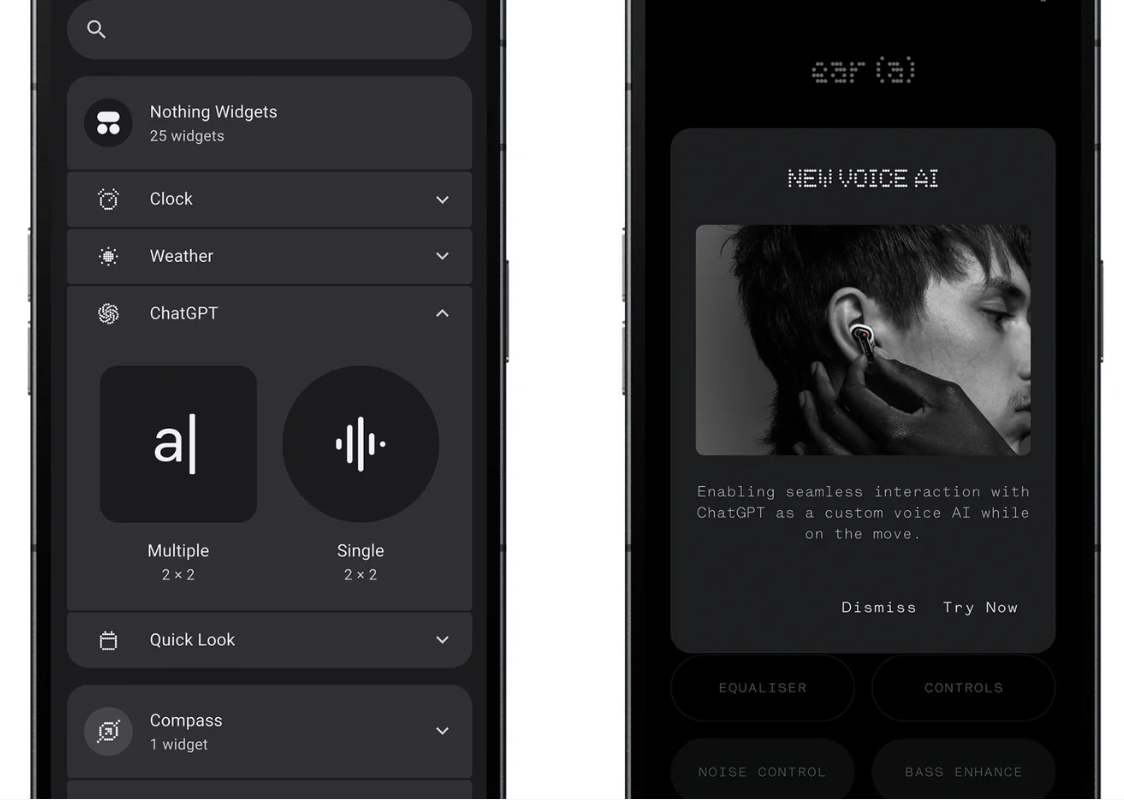 Nothing Widgets
25 widgets
Clock
Weather
ChatGPT
a|
Multiple
2 × 2
Single
2 × 2
Quick Look
Compass
1 widget
ear (a)
NEW VOICE AI
Enabling seamless interaction with
ChatGPT as a custom voice AI while
on the move.
Dismiss
Try Now
EQUALISER
CONTROLS
NOISE CONTROL
BASS ENHANCE